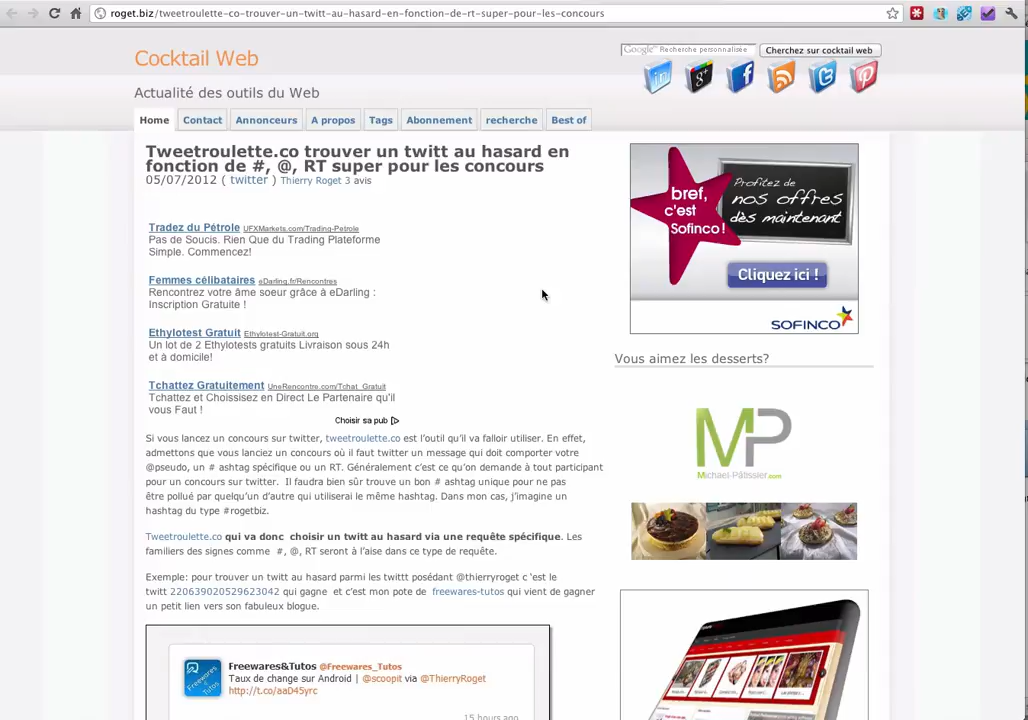 roget.biz/tweetroulette-co-trouver-un-twitt-au-hasard-en-fonction-de-rt-super-pour-les-concours
Cocktail Web
Google™ Recherche personnalisée
Cherchez sur cocktail web
Actualité des outils du Web
Home
Contact
Annonceurs
A propos
Tags
Abonnement
recherche
Best of
Tweetroulette.co trouver un twitt au hasard en
fonction de #, @, RT super pour les concours
05/07/2012 ( twitter ) Thierry Roget 3 avis
Tradez du Pétrole UFXMarkets.com/Trading-Petrole
Pas de Soucis. Rien Que du Trading Plateforme
Simple. Commencez!
Femmes célibataires eDarling.fr/Rencontres
Rencontrez votre âme soeur grâce à eDarling :
Inscription Gratuite !
Ethylotest Gratuit Ethylotest-Gratuit.org
Un lot de 2 Ethylotests gratuits Livraison sous 24h
et à domicile!
Tchattez Gratuitement UneRencontre.com/Tchat_Gratuit
Tchattez et Choisissez en Direct Le Partenaire qu'il
vous Faut !
Choisir sa pub
Si vous lancez un concours sur twitter, tweetroulette.co est l'outil qu'il va falloir utiliser. En effet,
admettons que vous lanciez un concours où il faut twitter un message qui doit comporter votre
@pseudo, un # ashtag spécifique ou un RT. Généralement c'est ce qu'on demande à tout participant
pour un concours sur twitter. Il faudra bien sûr trouve un bon # ashtag unique pour ne pas
être pollué par quelqu'un d'autre qui utiliserai le même hashtag. Dans mon cas, j'imagine un
hashtag du type #rogetbiz.
Tweetroulette.co qui va donc choisir un twitt au hasard via une requête spécifique. Les
familiers des signes comme #, @, RT seront à l'aise dans ce type de requête.
Exemple: pour trouver un twitt au hasard parmi les twittt posédant @thierryroget c 'est le
twitt 220639020529623042 qui gagne et c'est mon pote de freewares-tutos qui vient de gagner
un petit lien vers son fabuleux blogue.
Freewares & Tutos
Freewares&Tutos @Freewares_Tutos
Taux de change sur Android | @scoopit via @ThierryRoget
http://t.co/aaD45yrc
15 hours ago
bref,
c'est
Sofinco !
Profitez de
nos offres
dès maintenant
Cliquez ici !
SOFINCO
Vous aimez les desserts?
MP
Michael-Pâtissier.com